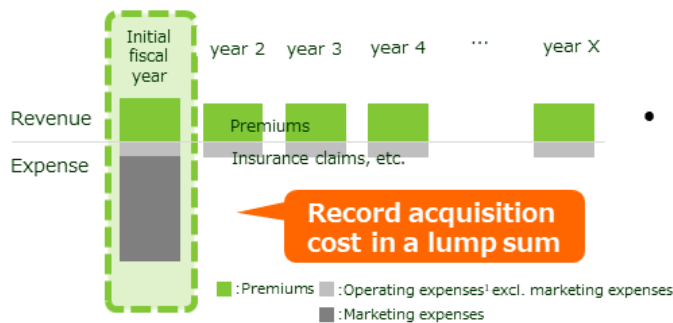 Initial
fiscal
year
year 2
year 3
year 4
...
year X
Revenue
Premiums
•
Expense
Insurance claims, etc.
Record acquisition
cost in a lump sum
:Premiums
:Operating expenses¹ excl. marketing expenses
:Marketing expenses